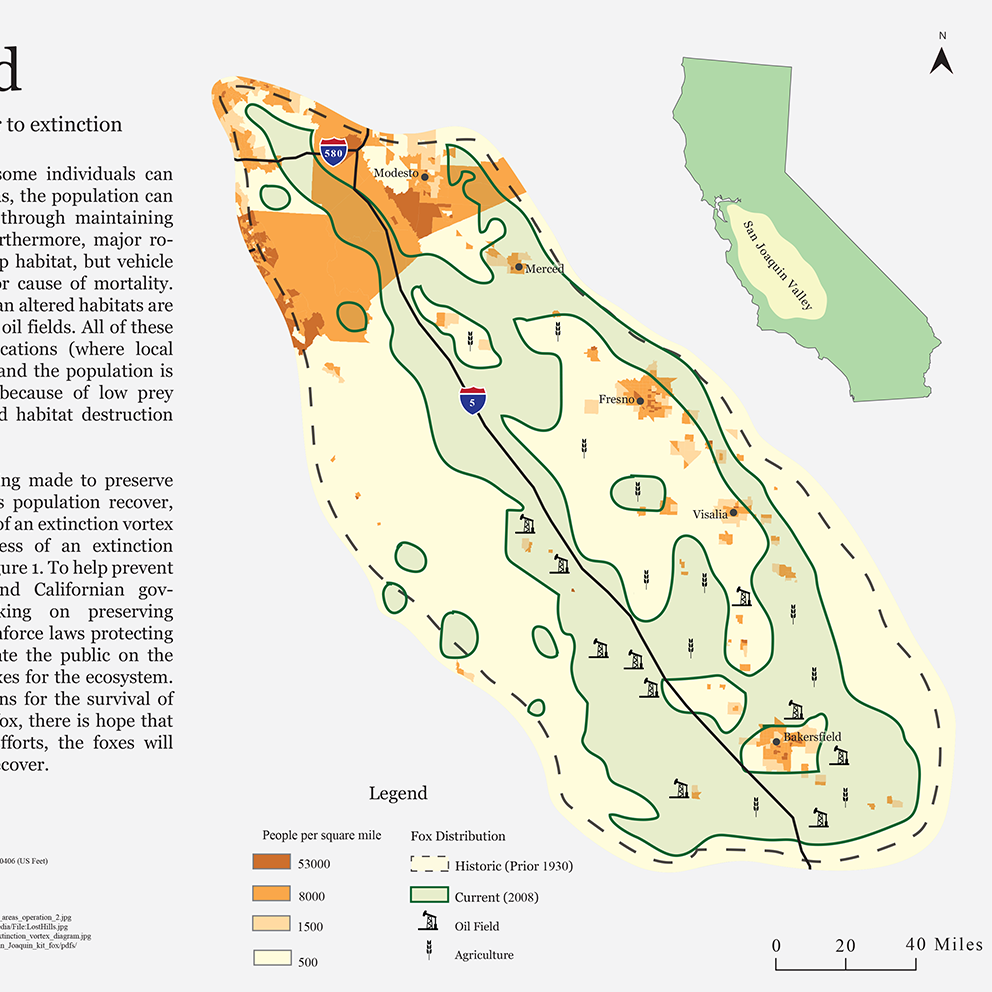 d
r to extinction
some individuals can
s, the population can
through maintaining
rthermore, major ro-
p habitat, but vehicle
or cause of mortality.
an altered habitats are
oil fields. All of these
cations (where local
and the population is
because of low prey
d habitat destruction
ng made to preserve
s population recover,
of an extinction vortex
ess of an extinction
gure 1. To help prevent
nd Californian gov-
king on preserving
nforce laws protecting
ate the public on the
xes for the ecosystem.
ns for the survival of
fox, there is hope that
fforts, the foxes will
ecover.
0406 (US Feet)
_areas_operation_2.jpg
dia/File:LostHills.jpg
xtinction_vortex_diagram.jpg
n_Joaquin_kit_fox/pdfs/
N
San Joaquin Valley
580
Modesto
Merced
5
Fresno
Visalia
Bakersfield
Legend
People per square mile
53000
8000
1500
500
Fox Distribution
Historic (Prior 1930)
Current (2008)
Oil Field
Agriculture
0 20 40 Miles